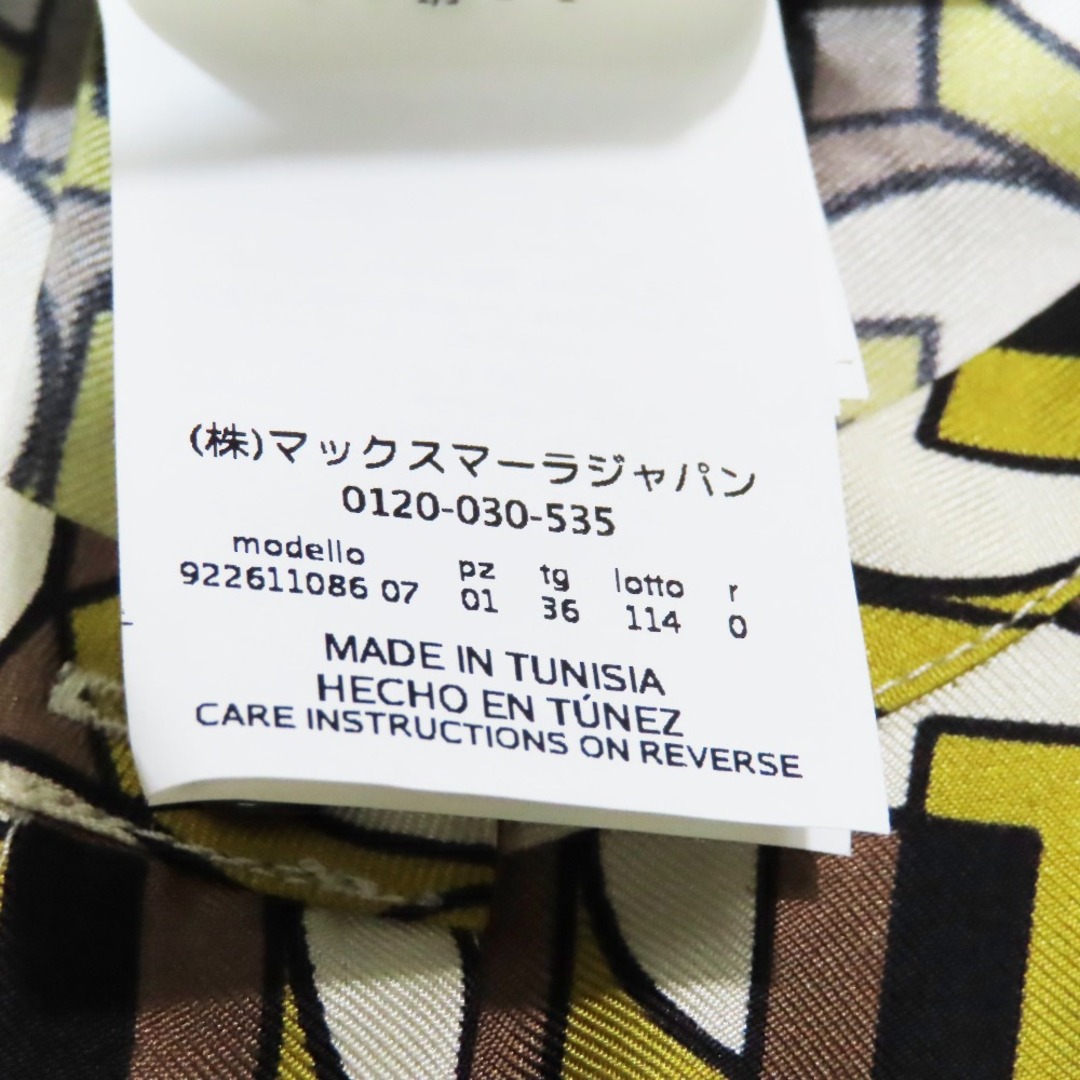 (株)マックスマーラジャパン
0120-030-535
modello pz tg lotto r
922611086 07 01 36 114 0
MADE IN TUNISIA
HECHO EN TÚNEZ
CARE INSTRUCTIONS ON REVERSE